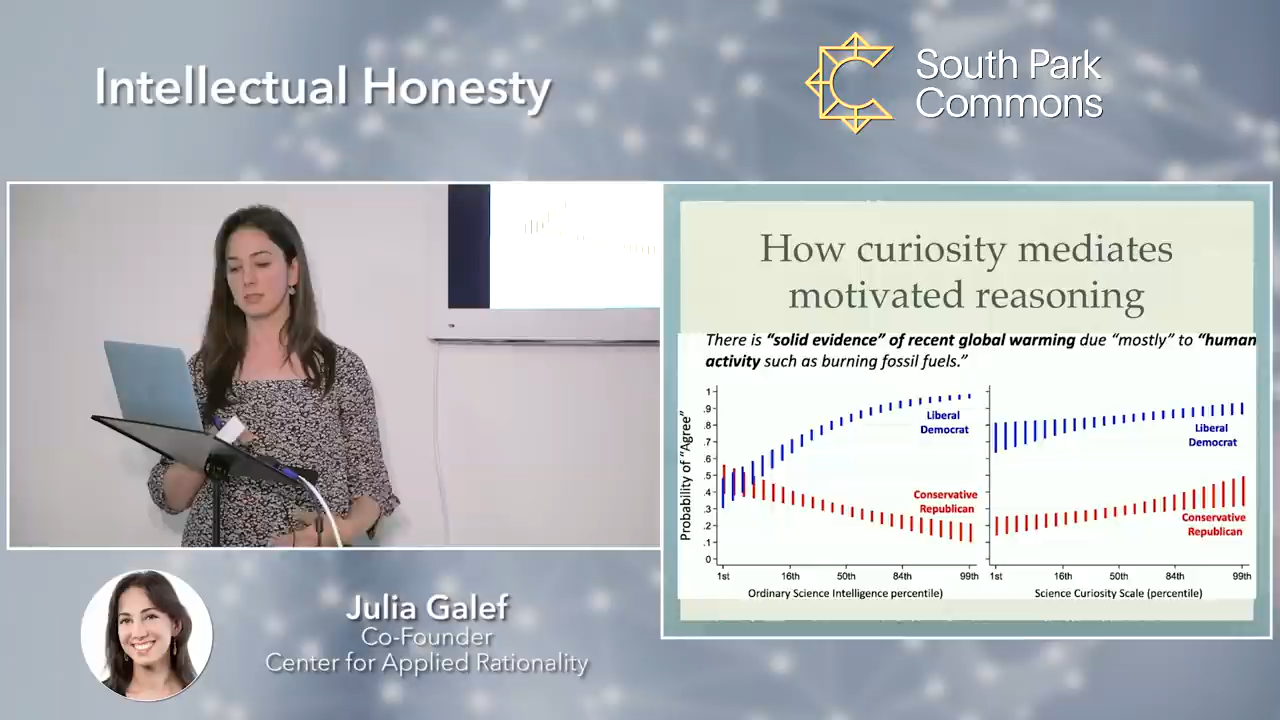 Intellectual Honesty
South Park
Commons
How curiosity mediates
motivated reasoning
There is “solid evidence” of recent global warming due “mostly” to “human
activity such as burning fossil fuels.”
Probability of “Agree”
1
.9
.8
.7
.6
.5
.4
.3
.2
.1
0
Liberal
Democrat
Conservative
Republican
1st 16th 50th 84th 99th
Ordinary Science Intelligence percentile)
Liberal
Democrat
Conservative
Republican
1st 16th 50th 84th 99th
Science Curiosity Scale (percentile)
Julia Galef
Co-Founder
Center for Applied Rationality